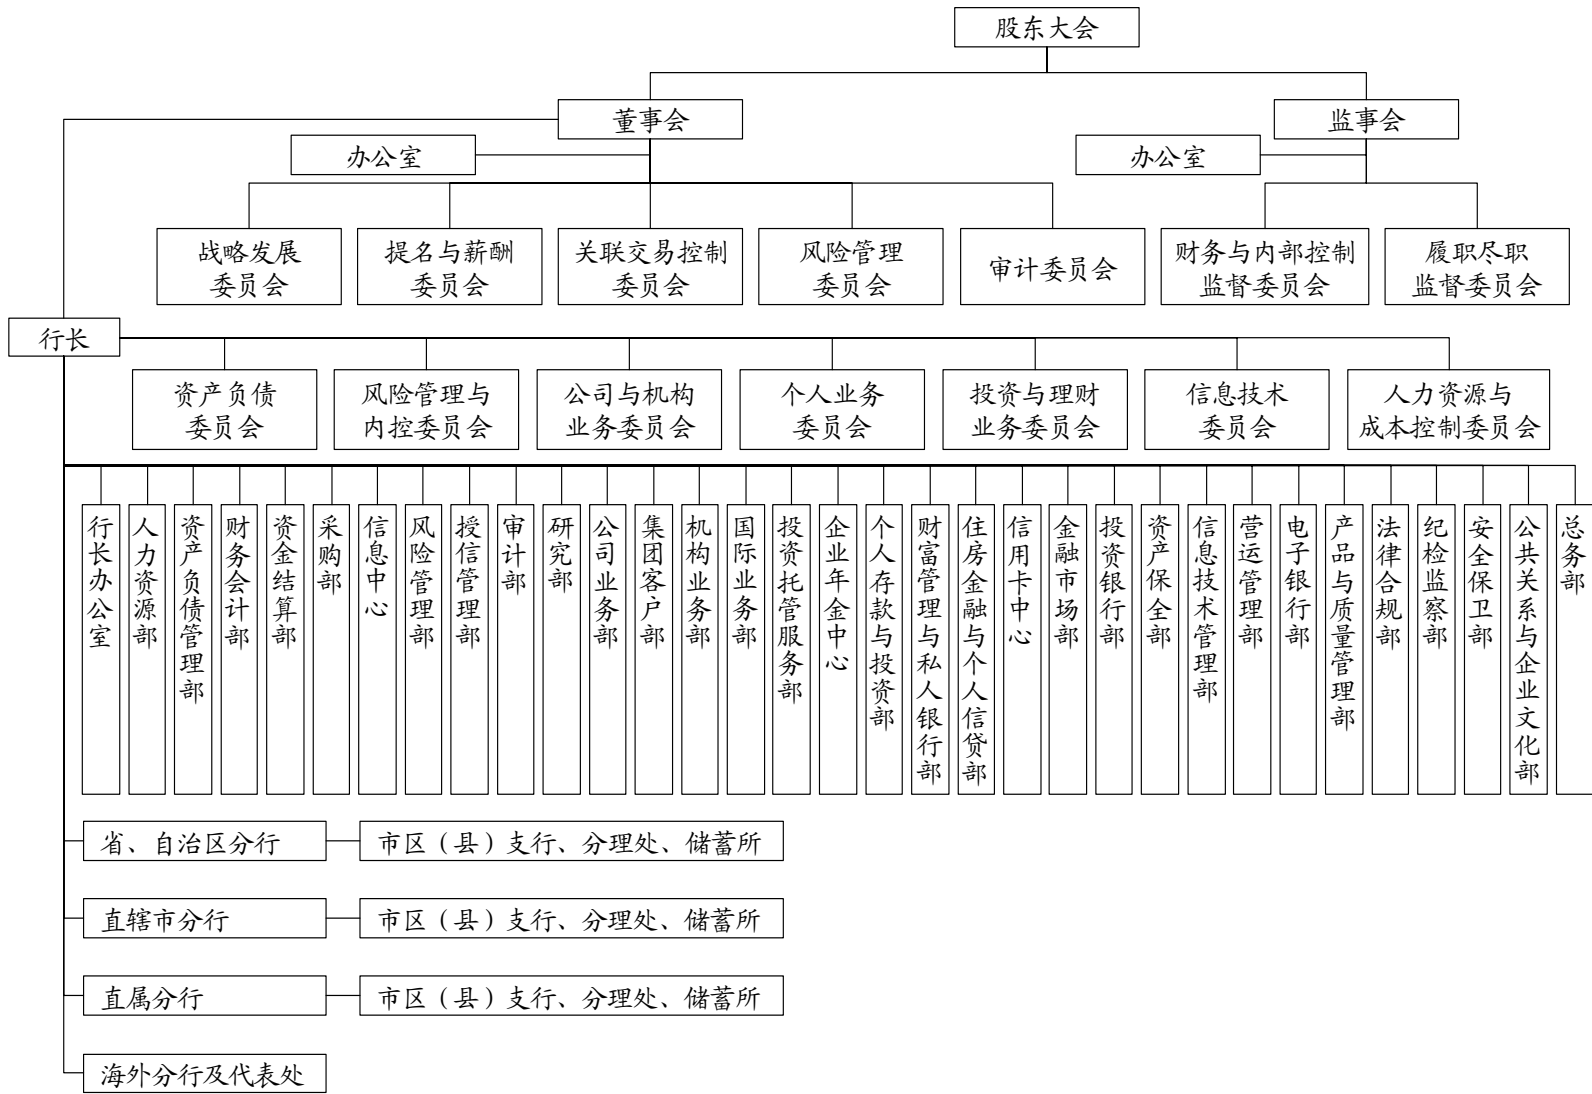 股东大会
董事会
监事会
办公室
办公室
战略发展
委员会
提名与薪酬
委员会
关联交易控制
委员会
风险管理
委员会
审计委员会
财务与内部控制
监督委员会
履职尽职
监督委员会
行长
资产负债
委员会
风险管理与
内控委员会
公司与机构
业务委员会
个人业务
委员会
投资与理财
业务委员会
信息技术
委员会
人力资源与
成本控制委员会
行长办公室
人力资源部
资产负债管理部
财务会计部
资金结算部
采购部
信息中心
风险管理部
授信管理部
审计部
研究部
公司业务部
集团客户部
机构业务部
国际业务部
投资托管服务部
企业年金中心
个人存款与投资部
财富管理与私人银行部
住房金融与个人信贷部
信用卡中心
金融市场部
投资银行部
资产保全部
信息技术管理部
营运管理部
电子银行部
产品与质量管理部
法律合规部
纪检监察部
安全保卫部
公共关系与企业文化部
总务部
省、自治区分行
市区（县）支行、分理处、储蓄所
直辖市分行
市区（县）支行、分理处、储蓄所
直属分行
市区（县）支行、分理处、储蓄所
海外分行及代表处